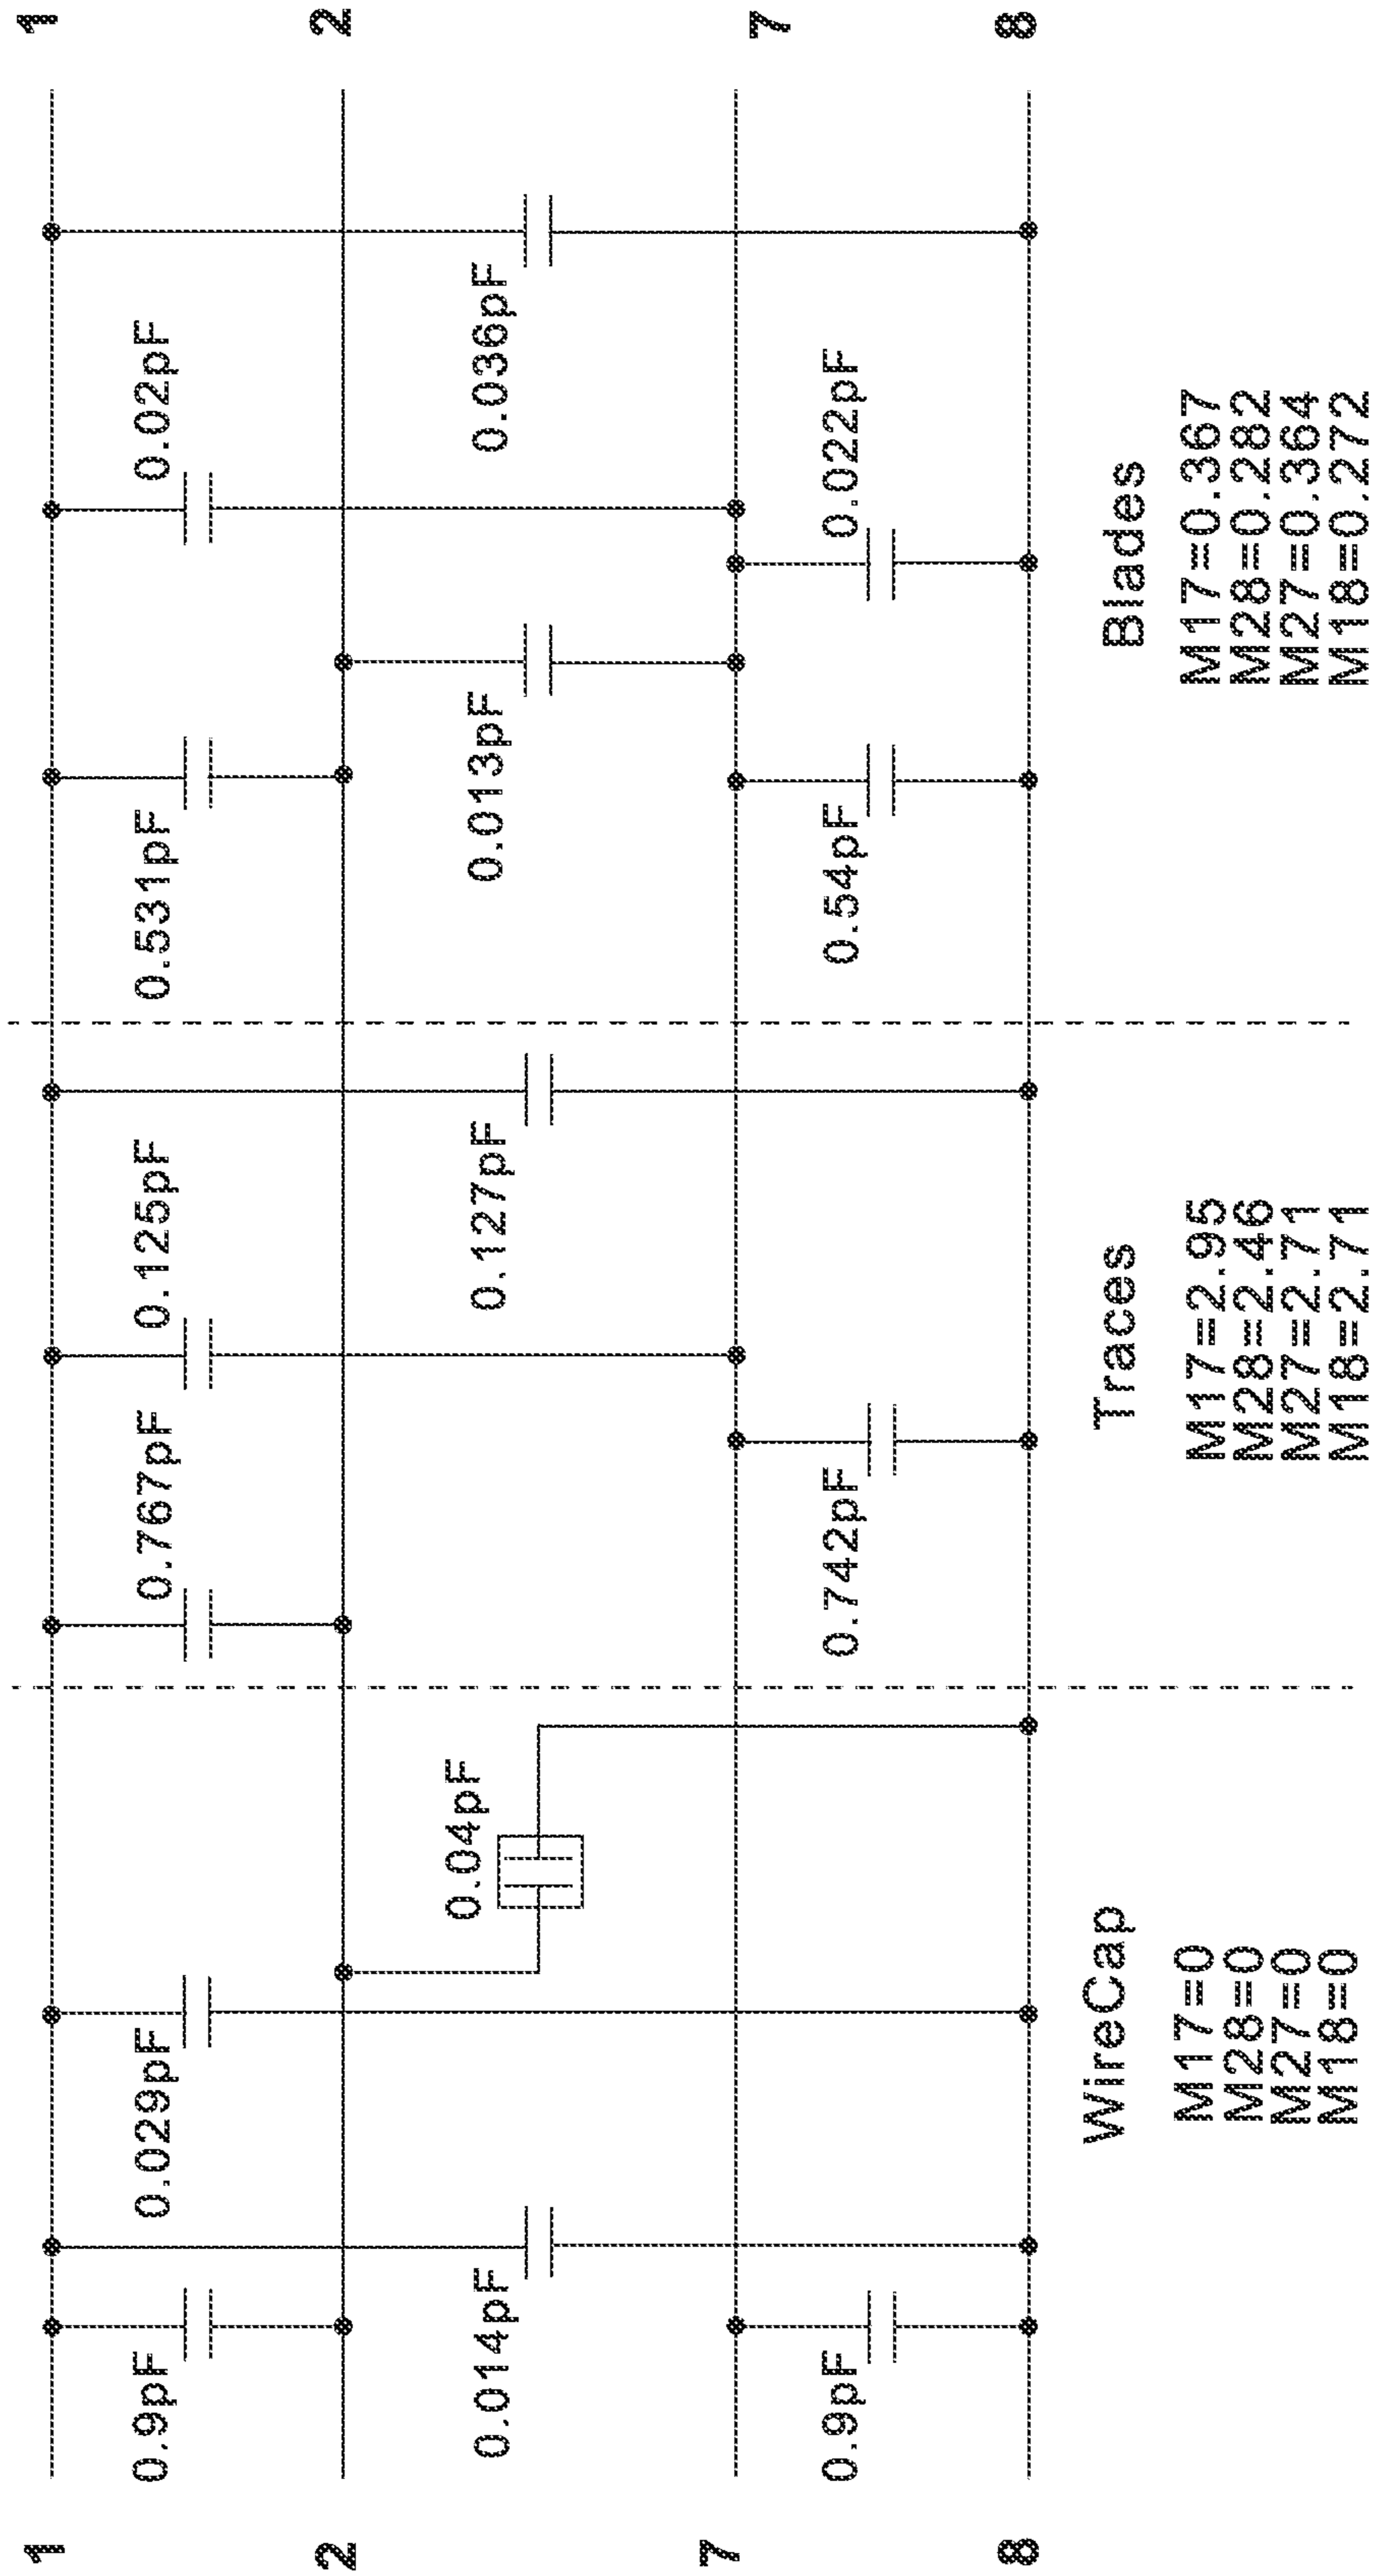 1
2
7
8
0.9pF
0.029pF
0.767pF
0.125pF
0.531pF
0.02pF
0.014pF
0.04pF
0.127pF
0.013pF
0.036pF
0.9pF
0.742pF
0.54pF
0.022pF
1
2
7
8
WireCap
M17=0
M28=0
M27=0
M18=0
Traces
M17=2.95
M28=2.46
M27=2.71
M18=2.71
Blades
M17=0.367
M28=0.282
M27=0.364
M18=0.272